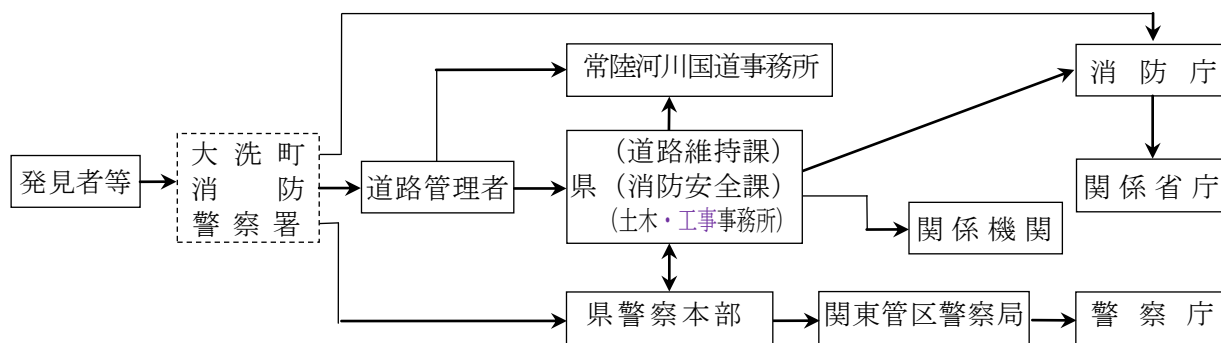 常陸河川国道事務所
消防庁
発見者等
大洗町
消防
警察署
道路管理者
県
(道路維持課)
(消防安全課)
(土木・工事事務所)
関係省庁
関係機関
県警察本部
関東管区警察局
警察庁